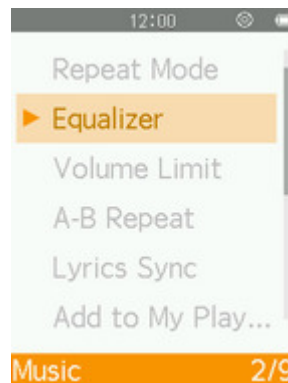 12:00
Repeat Mode
Equalizer
Volume Limit
A-B Repeat
Lyrics Sync
Add to My Play...
Music 2/9